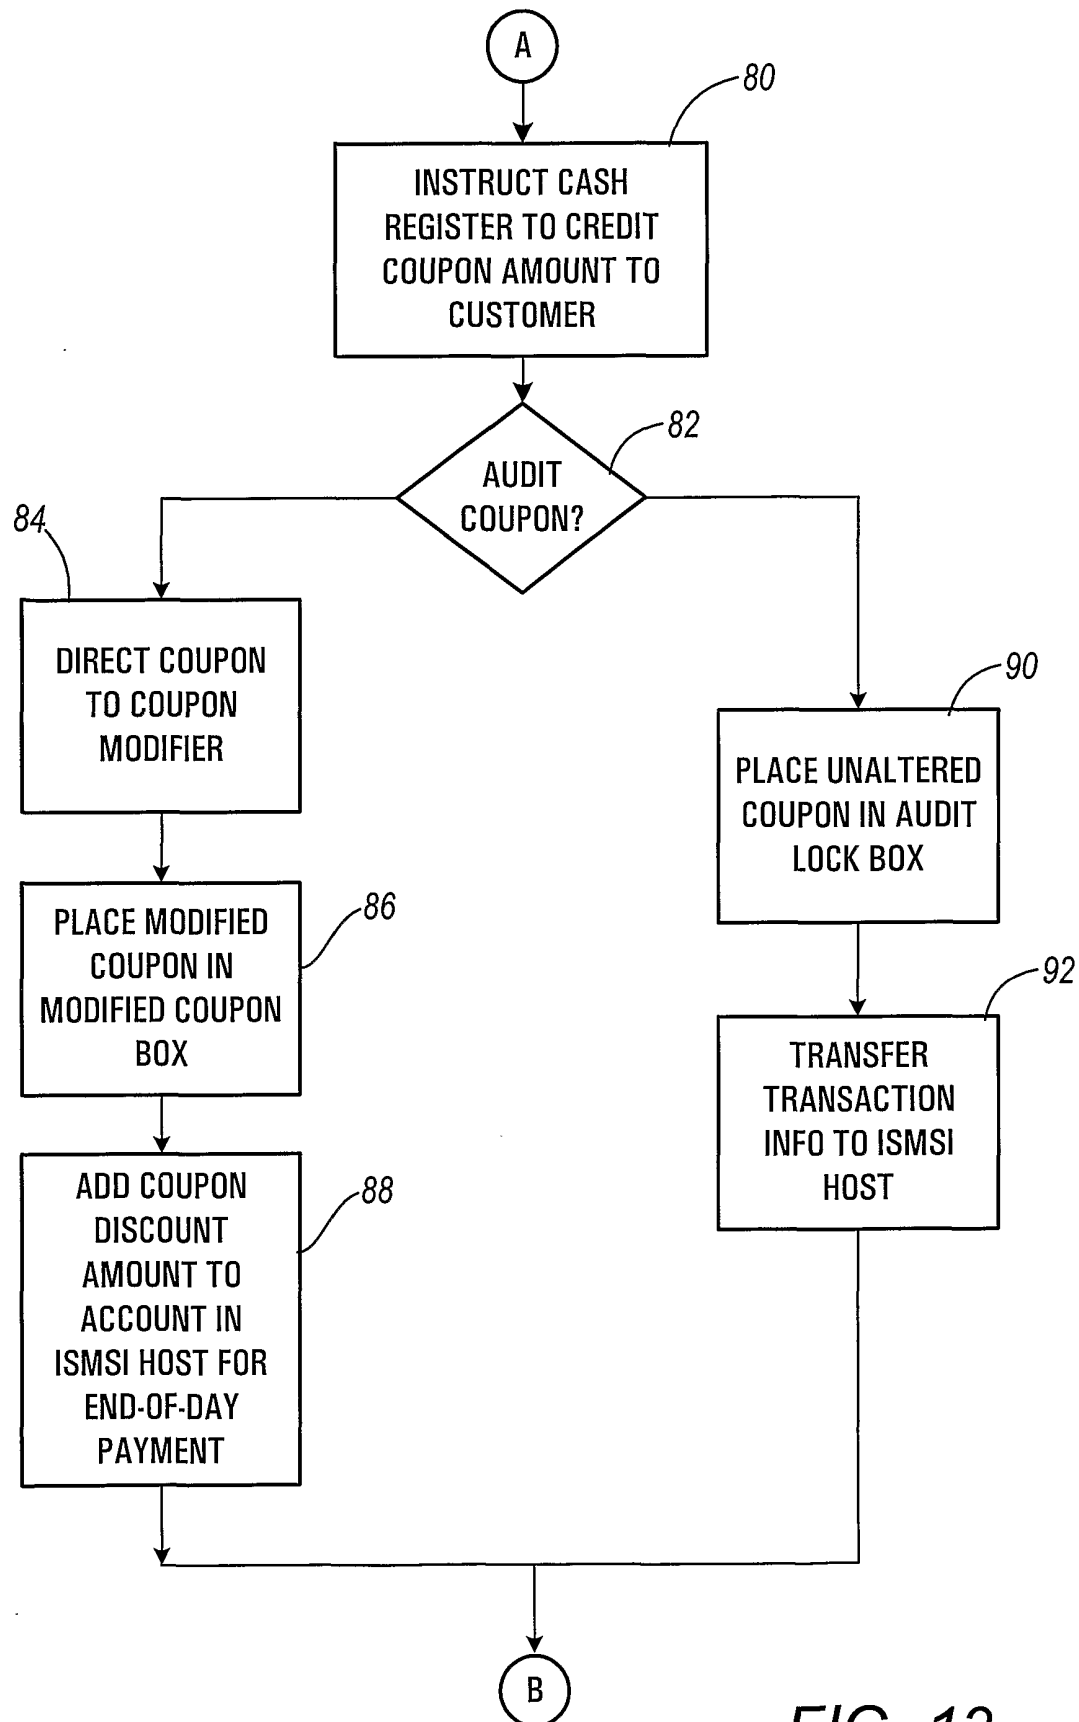 A
80
INSTRUCT CASH
REGISTER TO CREDIT
COUPON AMOUNT TO
CUSTOMER
82
AUDIT
COUPON?
84
DIRECT COUPON
TO COUPON
MODIFIER
86
PLACE MODIFIED
COUPON IN
MODIFIED COUPON
BOX
88
ADD COUPON
DISCOUNT
AMOUNT TO
ACCOUNT IN
ISMSI HOST FOR
END-OF-DAY
PAYMENT
90
PLACE UNALTERED
COUPON IN AUDIT
LOCK BOX
92
TRANSFER
TRANSACTION
INFO TO ISMSI
HOST
B